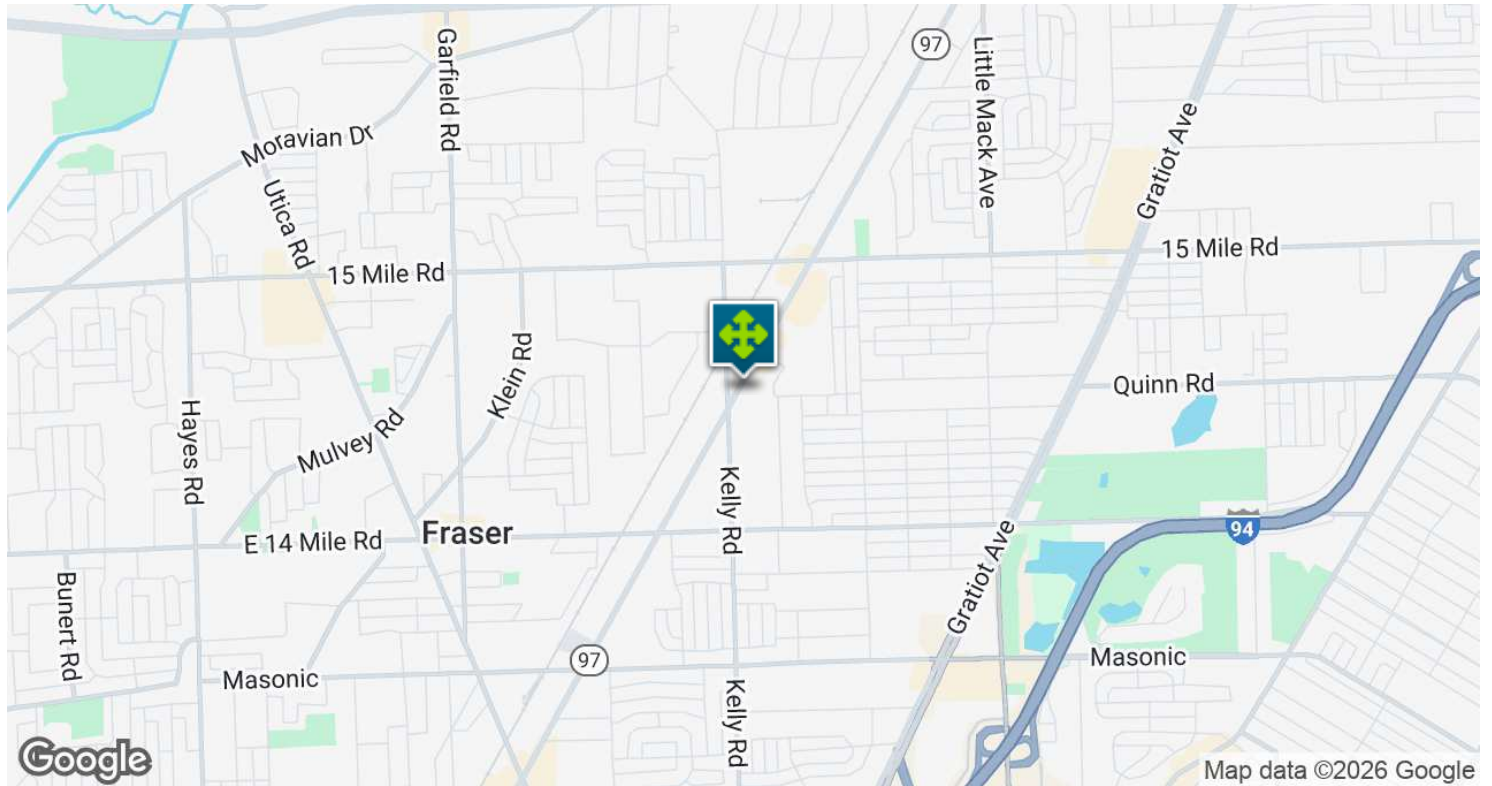 97
Garfield Rd
Little Mack Ave
Moravian Dr
Gratiot Ave
Utica Rd
15 Mile Rd
15 Mile Rd
Klein Rd
Quinn Rd
Hayes Rd
Mulvey Rd
Kelly Rd
Fraser
E 14 Mile Rd
94
Gratiot Ave
Bunert Rd
97
Masonic
Masonic
Kelly Rd
Google
Map data ©2026 Google